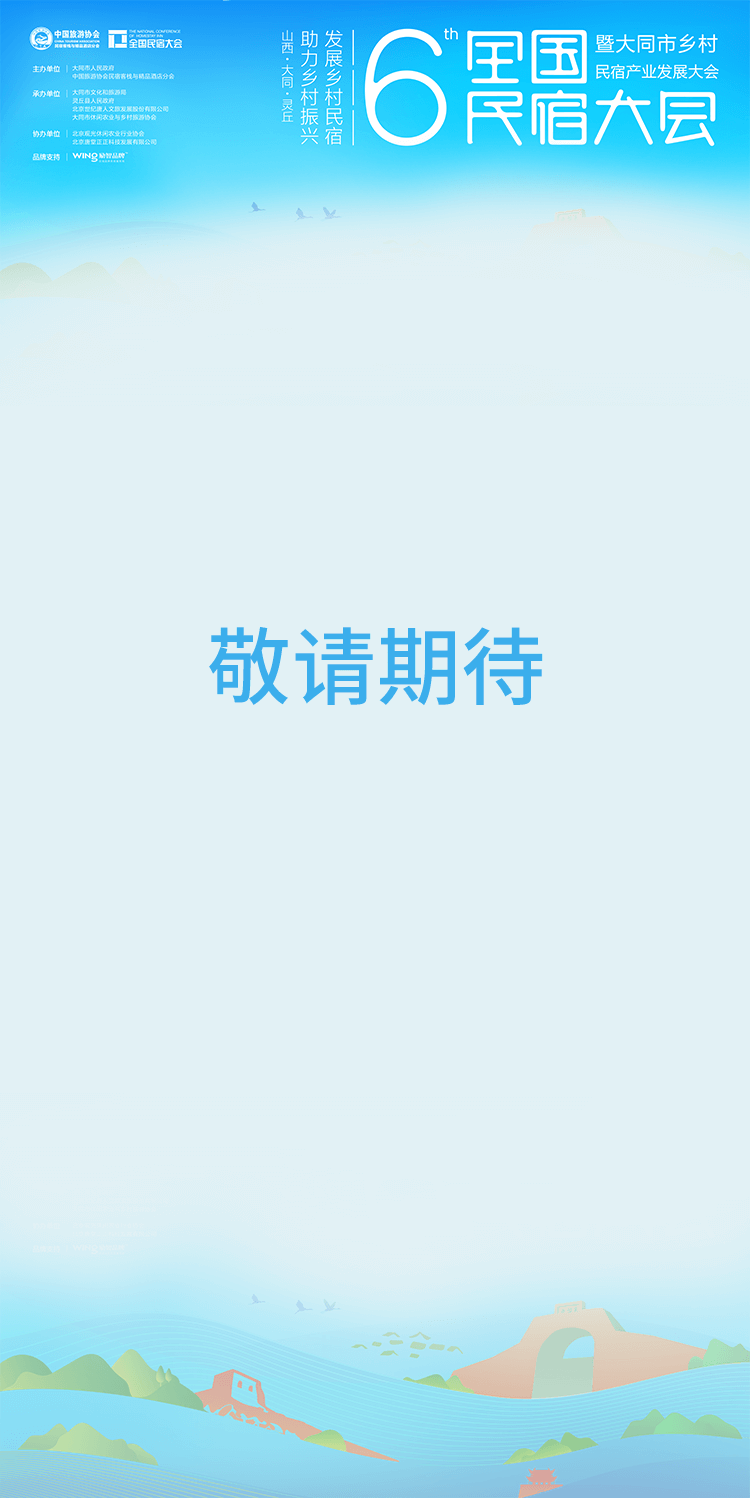 中国旅游协会
CHINA TOURISM ASSOCIATION
民宿客栈与精品酒店分会
THE NATIONAL CONFERENCE
OF HOMESTAY INN
全国民宿大会
主办单位
大同市人民政府
中国旅游协会民宿客栈与精品酒店分会
承办单位
大同市文化和旅游局
灵丘县人民政府
北京世纪唐人文旅发展股份有限公司
大同市休闲农业与乡村旅游协会
协办单位
北京观光休闲农业行业协会
北京唐堂正正科技发展有限公司
品牌支持
wing
发展乡村民宿
助力乡村振兴
山西·大同·灵丘
6th
全国
民宿大会
暨大同市乡村
民宿产业发展大会
敬请期待